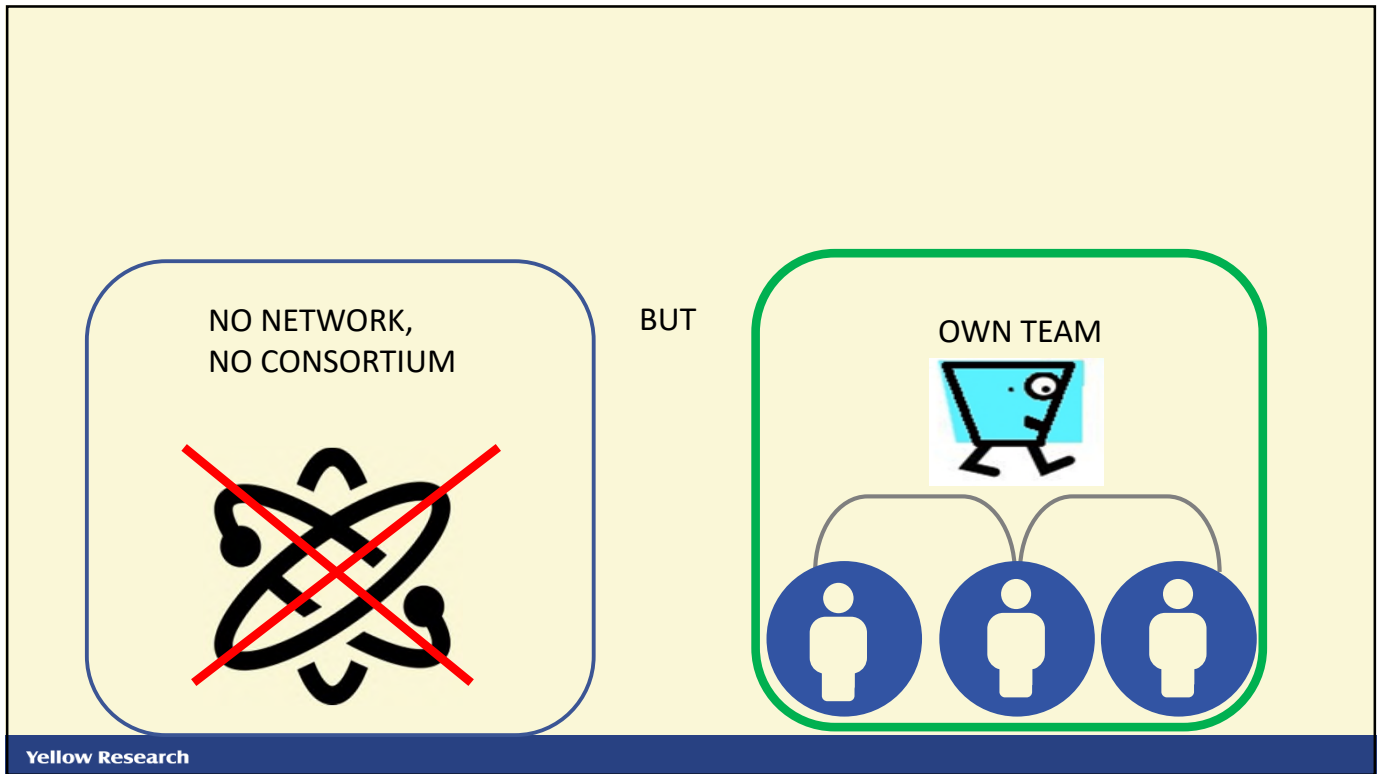 NO NETWORK,
NO CONSORTIUM
BUT
OWN TEAM
Yellow Research